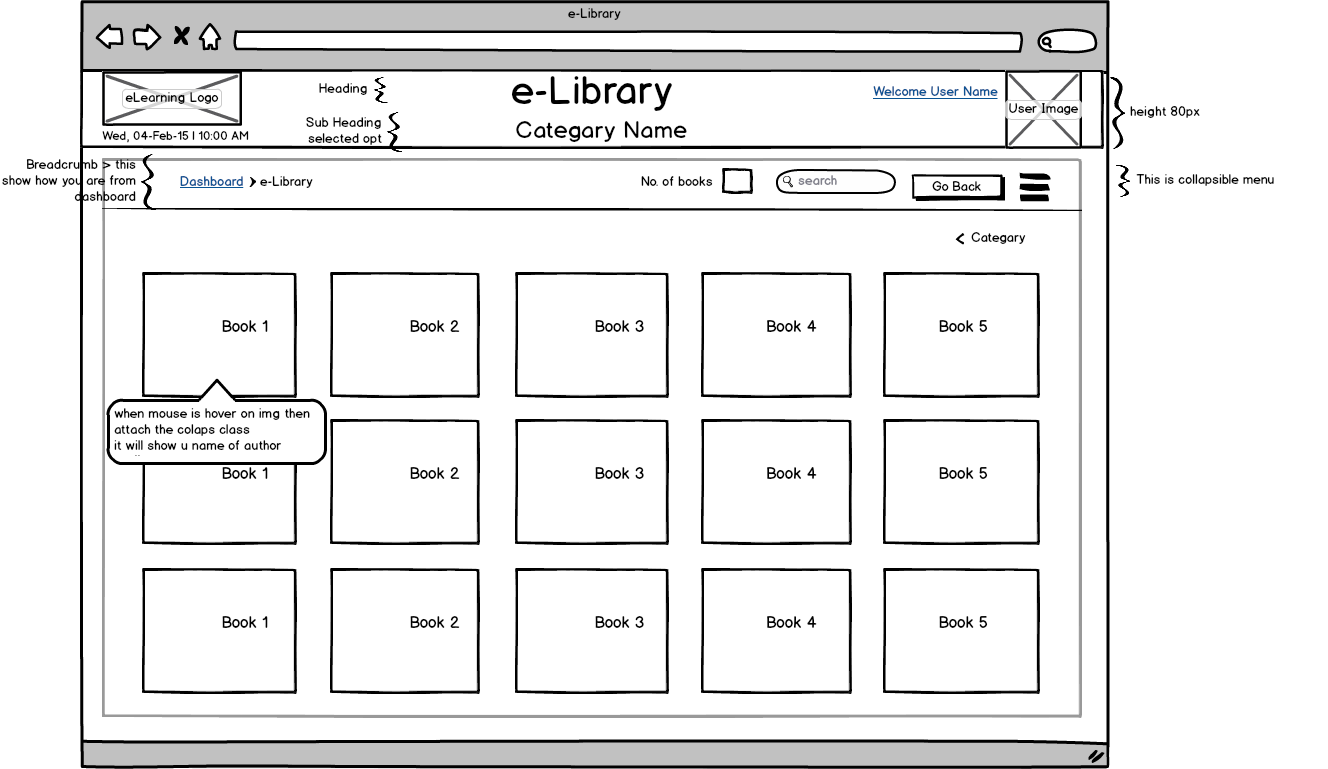 e-Library
eLearning Logo
Wed, 04-Feb-15 | 10:00 AM
Heading
Sub Heading
selected opt
e-Library
Categary Name
Welcome User Name
User Image
height 80px
Breadcrumb > this
show how you are from
dashboard
Dashboard > e-Library
No. of books
search
Go Back
This is collapsible menu
< Categary
Book 1
Book 2
Book 3
Book 4
Book 5
when mouse is hover on img then
attach the colaps class
it will show u name of author
Book 1
Book 2
Book 3
Book 4
Book 5
Book 1
Book 2
Book 3
Book 4
Book 5